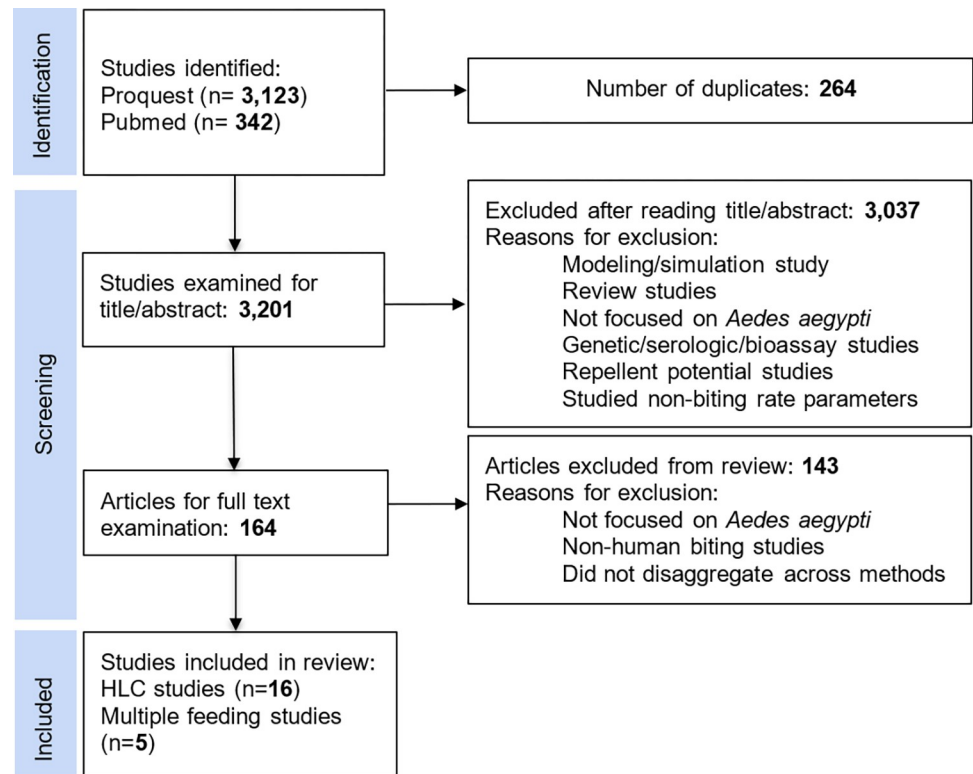 Identification
Studies identified:
Proquest (n= 3,123)
Pubmed (n= 342)
Number of duplicates: 264
Screening
Studies examined for
title/abstract: 3,201
Excluded after reading title/abstract: 3,037
Reasons for exclusion:
Modeling/simulation study
Review studies
Not focused on Aedes aegypti
Genetic/serologic/bioassay studies
Repellent potential studies
Studied non-biting rate parameters
Articles for full text
examination: 164
Articles excluded from review: 143
Reasons for exclusion:
Not focused on Aedes aegypti
Non-human biting studies
Did not disaggregate across methods
Included
Studies included in review:
HLC studies (n=16)
Multiple feeding studies
(n=5)